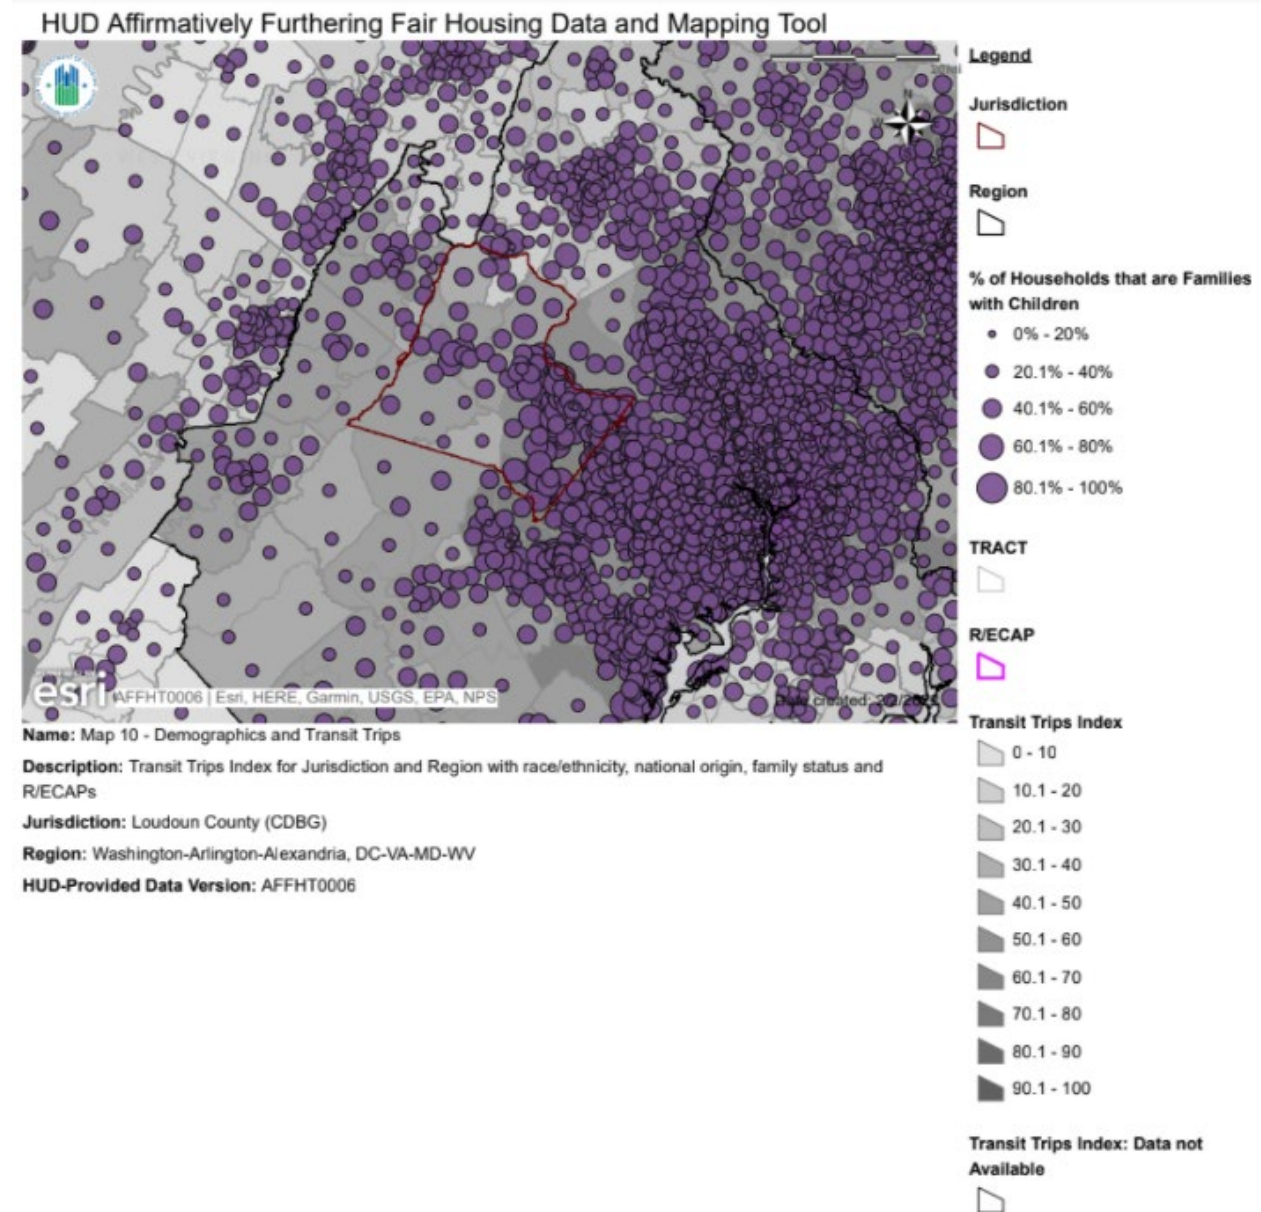 HUD Affirmatively Furthering Fair Housing Data and Mapping Tool
N
esri
AFFHT0006 | Esri, HERE, Garmin, USGS, EPA, NPS
Date created:
Name: Map 10 - Demographics and Transit Trips
Description: Transit Trips Index for Jurisdiction and Region with race/ethnicity, national origin, family status and
R/ECAPs
Jurisdiction: Loudoun County (CDBG)
Region: Washington-Arlington-Alexandria, DC-VA-MD-WV
HUD-Provided Data Version: AFFHT0006
Legend
Jurisdiction
Region
% of Households that are Families
with Children
0% - 20%
20.1% - 40%
40.1% - 60%
60.1% - 80%
80.1% - 100%
TRACT
R/ECAP
Transit Trips Index
0 - 10
10.1 - 20
20.1 - 30
30.1 - 40
40.1 - 50
50.1 - 60
60.1 - 70
70.1 - 80
80.1 - 90
90.1 - 100
Transit Trips Index: Data not
Available